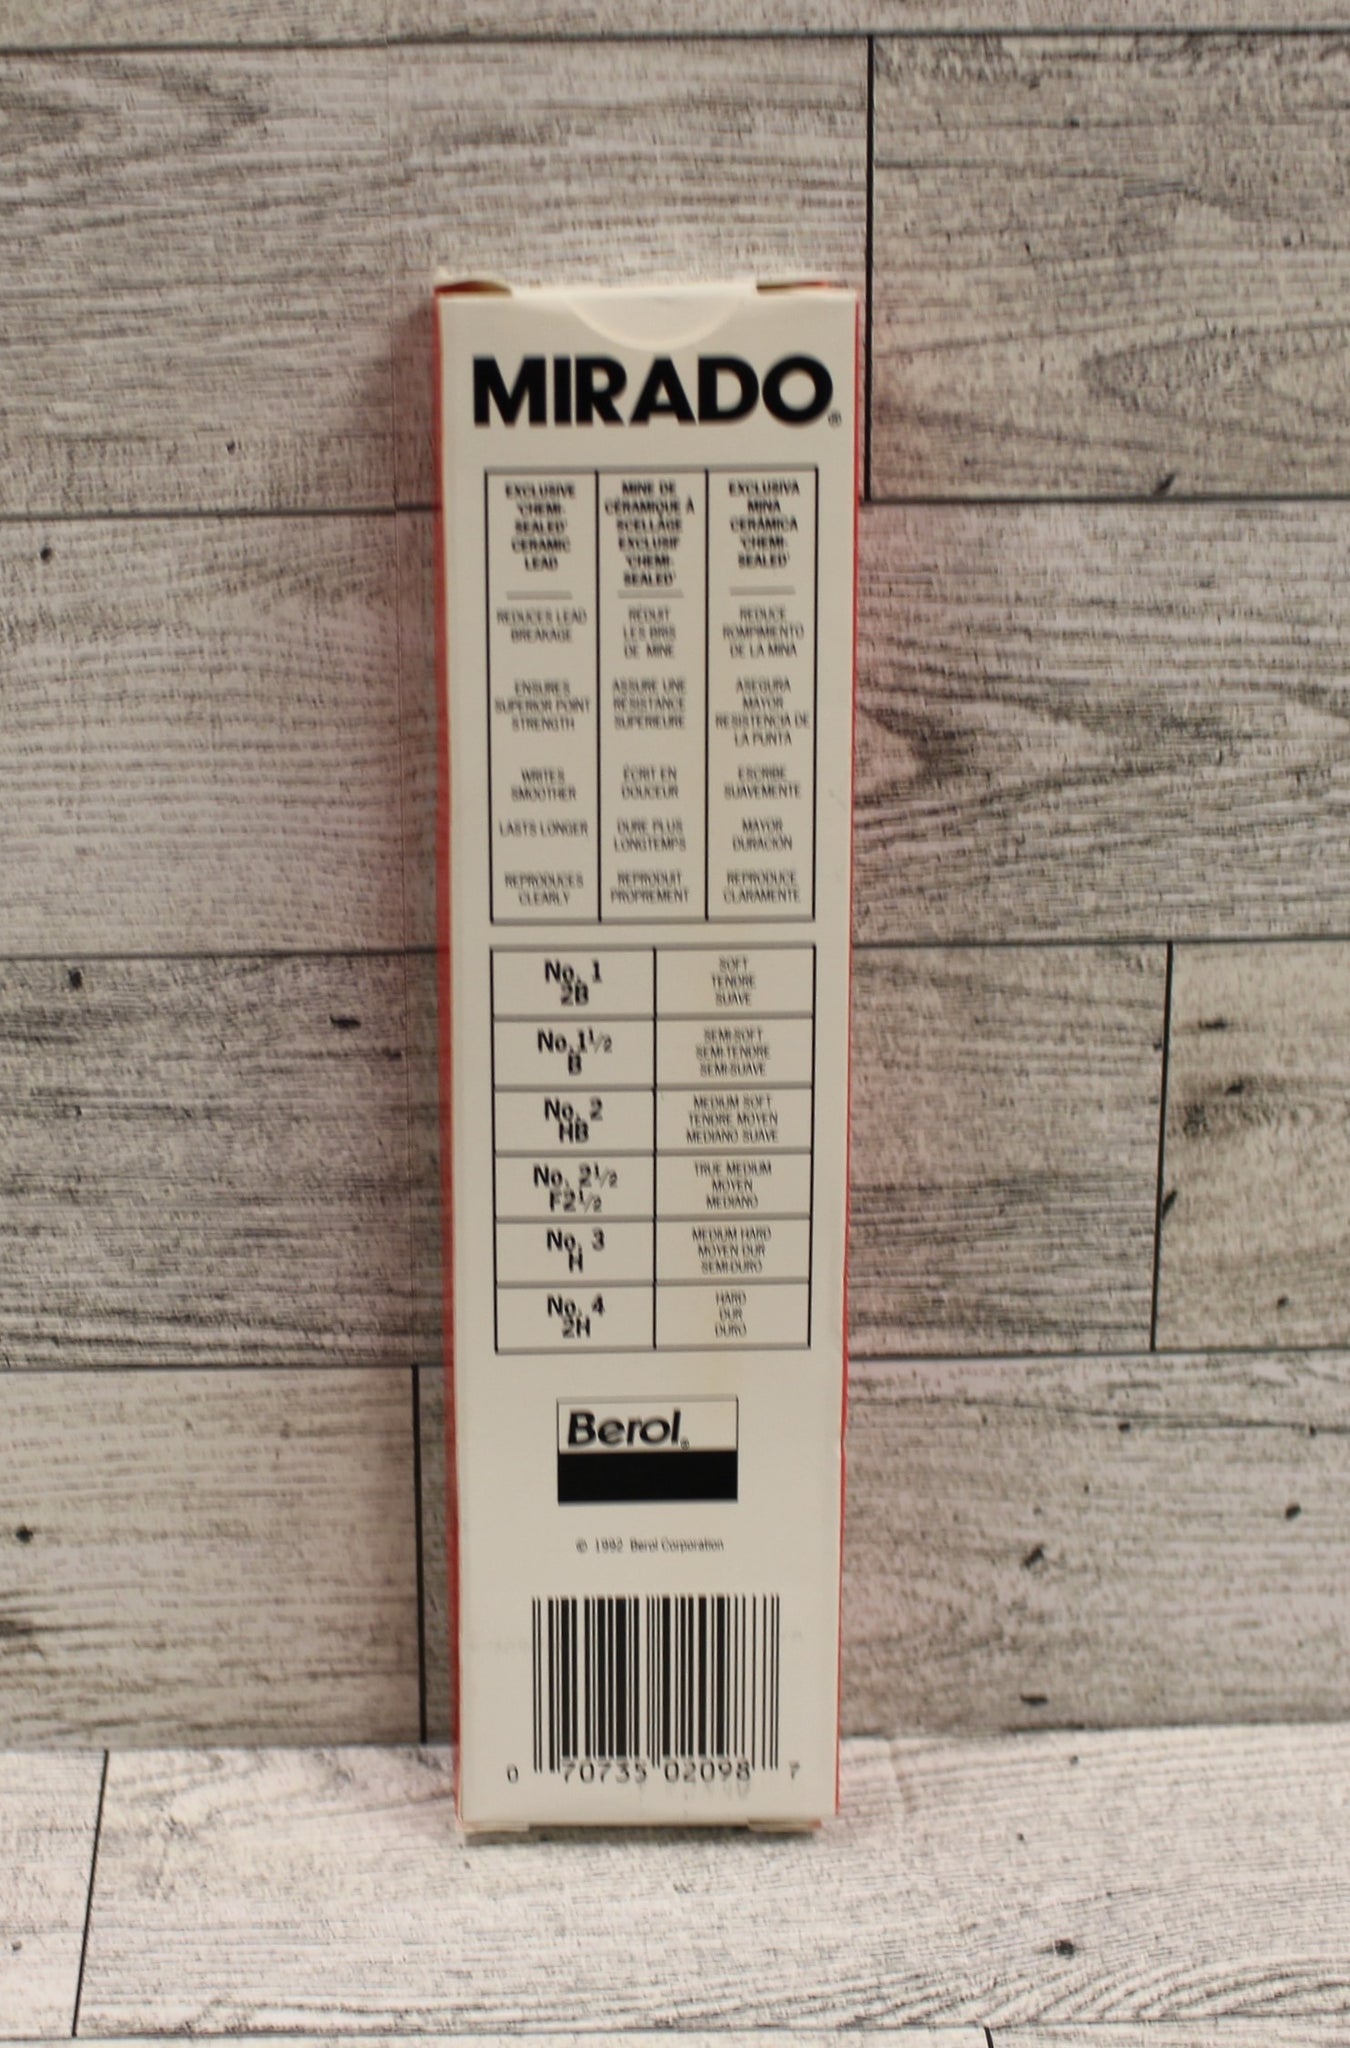 MIRADO®
EXCLUSIVE
'CHEMI-
SEALED'
CERAMIC
LEAD
REDUCES LEAD
BREAKAGE
ENSURES
SUPERIOR POINT
STRENGTH
WRITES
SMOOTHER
LASTS LONGER
REPRODUCES
CLEARLY
MINE DE
CÉRAMIQUE À
SCELLAGE
EXCLUSIF
'CHEMI-
SEALED'
RÉDUIT
LES BRIS
DE MINE
ASSURE UNE
RÉSISTANCE
SUPÉRIEURE
ÉCRIT EN
DOUCEUR
DURE PLUS
LONGTEMPS
REPRODUIT
PROPREMENT
EXCLUSIVA
MINA
CERÁMICA
'CHEMI-
SEALED'
REDUCE
ROMPIMIENTO
DE LA MINA
ASEGURA
MAYOR
RESISTENCIA DE
LA PUNTA
ESCRIBE
SUAVEMENTE
MAYOR
DURACIÓN
REPRODUCE
CLARAMENTE
No. 1
2B
SOFT
TENDRE
SUAVE
No. 1½
B
SEMI-SOFT
SEMI-TENDRE
SEMI-SUAVE
No. 2
HB
MEDIUM SOFT
TENDRE MOYEN
MEDIANO SUAVE
No. 2½
F2½
TRUE MEDIUM
MOYEN
MEDIANO
No. 3
H
MEDIUM HARD
MOYEN DUR
SEMI-DURO
No. 4
2H
HARD
DUR
DURO
Berol®
© 1992 Berol Corporation
0 70735 02098 7